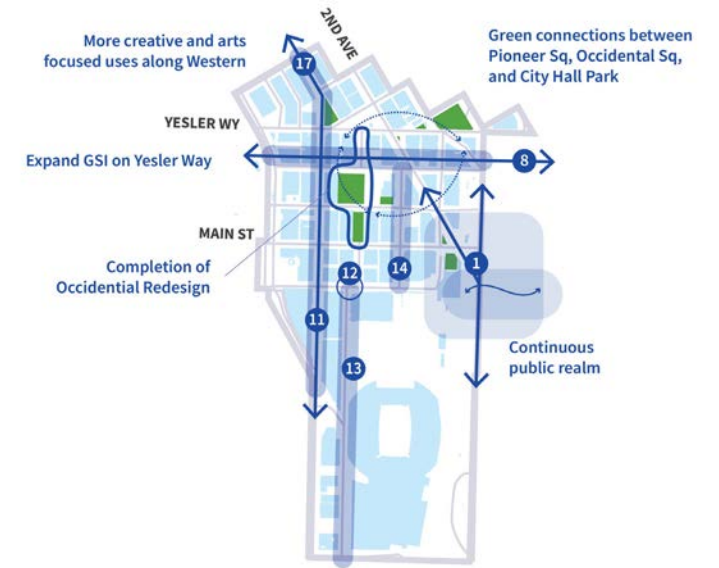 2ND AVE
More creative and arts
focused uses along Western
Green connections between
Pioneer Sq, Occidental Sq,
and City Hall Park
17
YESLER WY
Expand GSI on Yesler Way
8
MAIN ST
Completion of
Occidential Redesign
12
14
1
11
13
Continuous
public realm